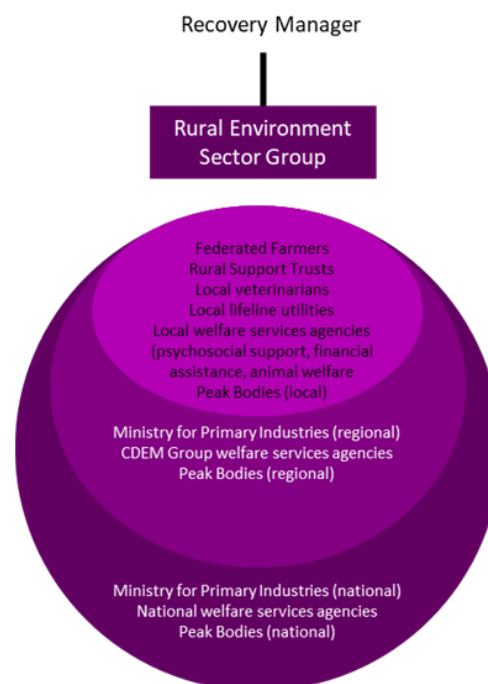 Recovery Manager
Rural Environment
Sector Group
Federated Farmers
Rural Support Trusts
Local veterinarians
Local lifeline utilities
Local welfare services agencies
(psychosocial support, financial
assistance, animal welfare
Peak Bodies (local)
Ministry for Primary Industries (regional)
CDEM Group welfare services agencies
Peak Bodies (regional)
Ministry for Primary Industries (national)
National welfare services agencies
Peak Bodies (national)